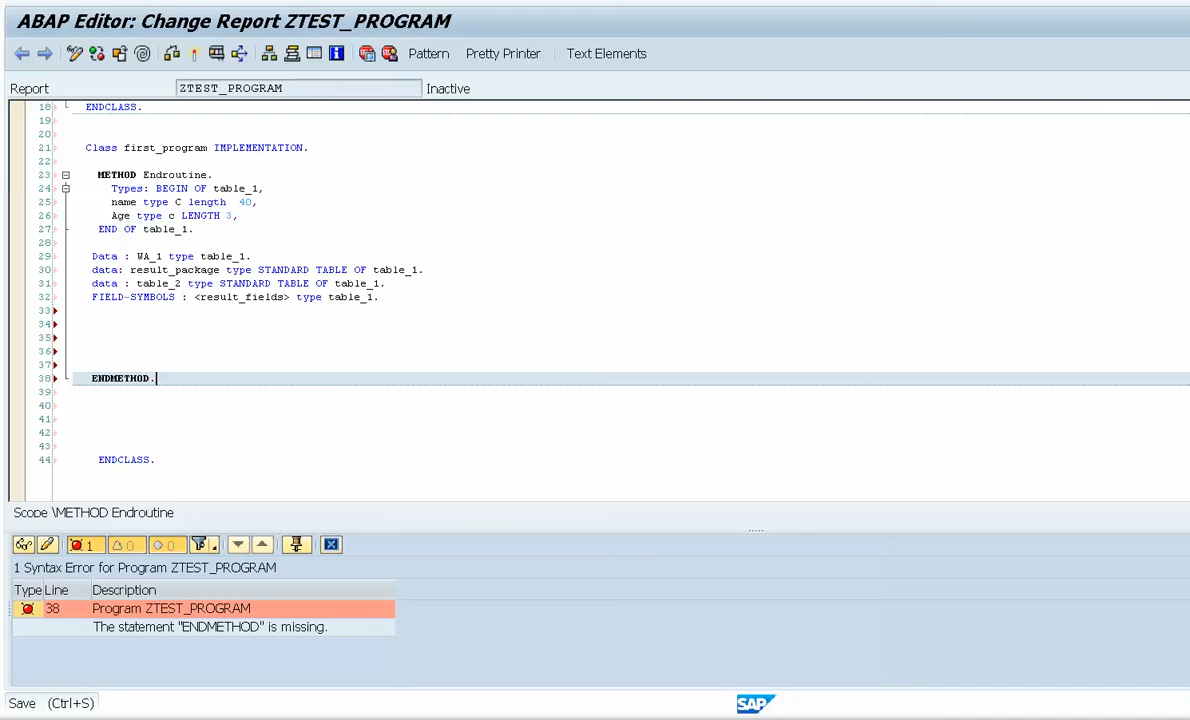 ABAP Editor: Change Report ZTEST_PROGRAM
Pattern Pretty Printer Text Elements
Report ZTEST_PROGRAM Inactive
18 ENDCLASS.
19
20
21 Class first_program IMPLEMENTATION.
22
23 METHOD Endroutine.
24 Types: BEGIN OF table_1,
25 name type C length 40,
26 Age type c LENGTH 3,
27 END OF table_1.
28
29 Data : WA_1 type table_1.
30 data: result_package type STANDARD TABLE OF table_1.
31 data : table_2 type STANDARD TABLE OF table_1.
32 FIELD-SYMBOLS : <result_fields> type table_1.
33
34
35
36
37
38 ENDMETHOD.
39
40
41
42
43
44 ENDCLASS.
Scope \METHOD Endroutine
1 0 0
1 Syntax Error for Program ZTEST_PROGRAM
Type Line Description
38 Program ZTEST_PROGRAM
The statement "ENDMETHOD" is missing.
Save (Ctrl+S) SAP